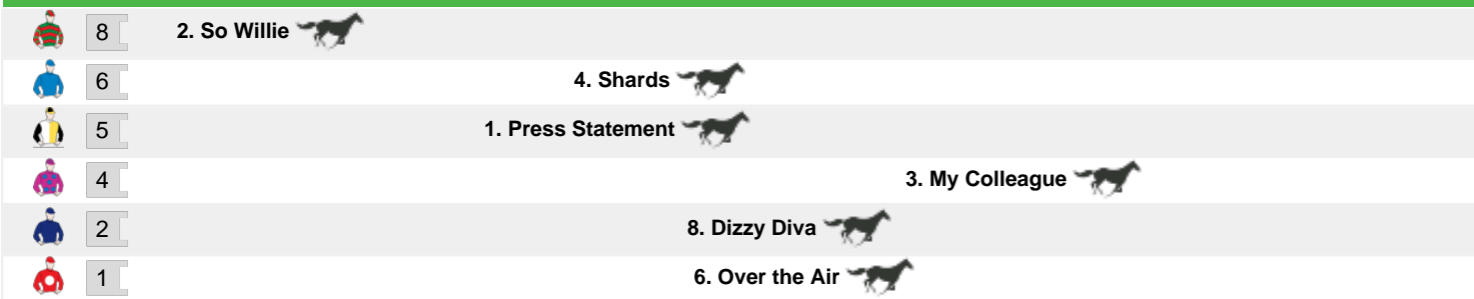 8 2. So Willie
6 4. Shards
5 1. Press Statement
4 3. My Colleague
2 8. Dizzy Diva
1 6. Over the Air